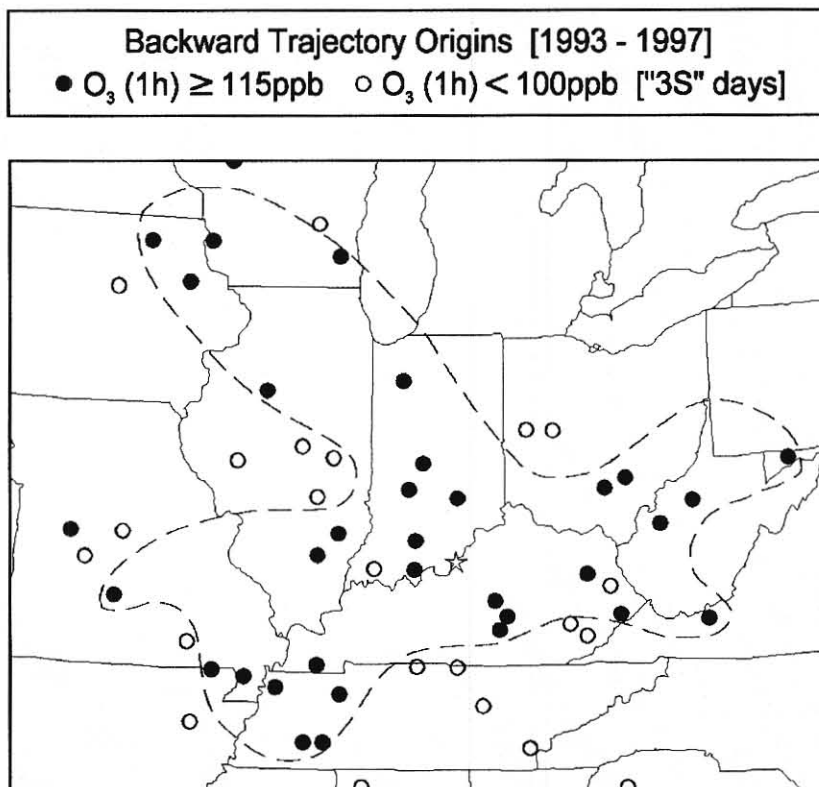 Backward Trajectory Origins [1993 - 1997]
● O₃ (1h) ≥ 115ppb ○ O₃ (1h) < 100ppb ["3S" days]